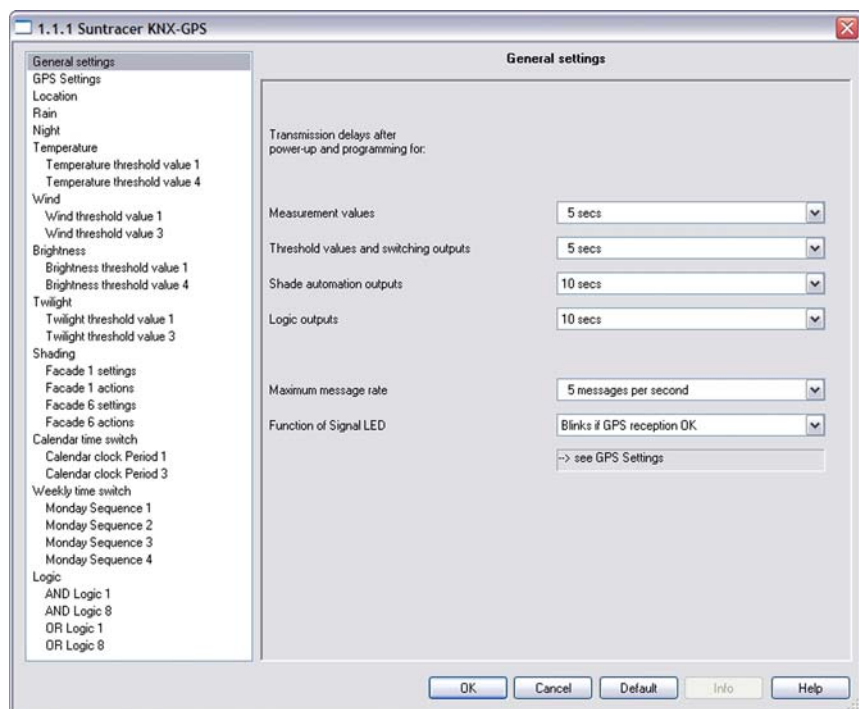 1.1.1 Suntracer KNX-GPS
General settings
GPS Settings
Location
Rain
Night
Temperature
Temperature threshold value 1
Temperature threshold value 4
Wind
Wind threshold value 1
Wind threshold value 3
Brightness
Brightness threshold value 1
Brightness threshold value 4
Twilight
Twilight threshold value 1
Twilight threshold value 3
Shading
Facade 1 settings
Facade 1 actions
Facade 6 settings
Facade 6 actions
Calendar time switch
Calendar clock Period 1
Calendar clock Period 3
Weekly time switch
Monday Sequence 1
Monday Sequence 2
Monday Sequence 3
Monday Sequence 4
Logic
AND Logic 1
AND Logic 8
OR Logic 1
OR Logic 8
General settings
Transmission delays after
power-up and programming for:
Measurement values 5 secs
Threshold values and switching outputs 5 secs
Shade automation outputs 10 secs
Logic outputs 10 secs
Maximum message rate 5 messages per second
Function of Signal LED Blinks if GPS reception OK
--> see GPS Settings
OK Cancel Default Info Help